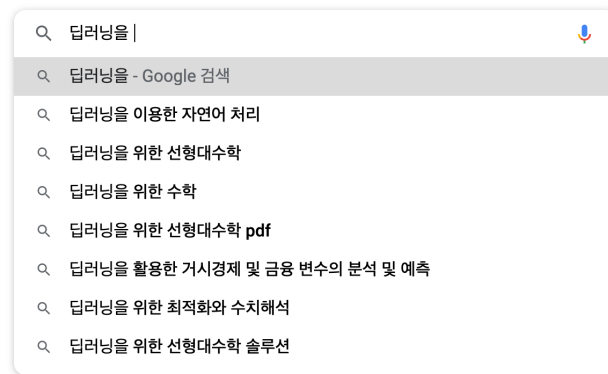 딥러닝을
딥러닝을 - Google 검색
딥러닝을 이용한 자연어 처리
딥러닝을 위한 선형대수학
딥러닝을 위한 수학
딥러닝을 위한 선형대수학 pdf
딥러닝을 활용한 거시경제 및 금융 변수의 분석 및 예측
딥러닝을 위한 최적화와 수치해석
딥러닝을 위한 선형대수학 솔루션